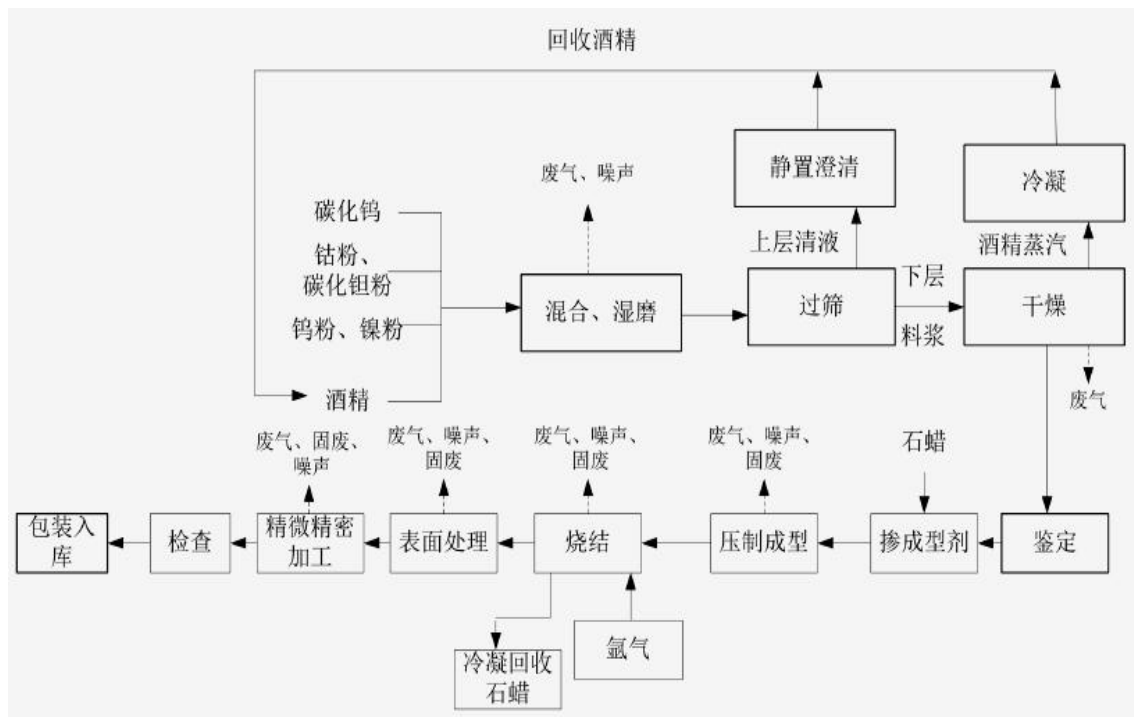 回收酒精
静置澄清
冷凝
废气、噪声
碳化钨
上层清液
酒精蒸汽
钴粉、
碳化钽粉
钨粉、镍粉
混合、湿磨
过筛
下层
料浆
干燥
酒精
废气
废气、固废、
噪声
废气、噪声、
固废
废气、噪声、
固废
废气、噪声、
固废
石蜡
包装入
库
检查
精微精密
加工
表面处理
烧结
压制成型
掺成型剂
鉴定
冷凝回收
石蜡
氩气